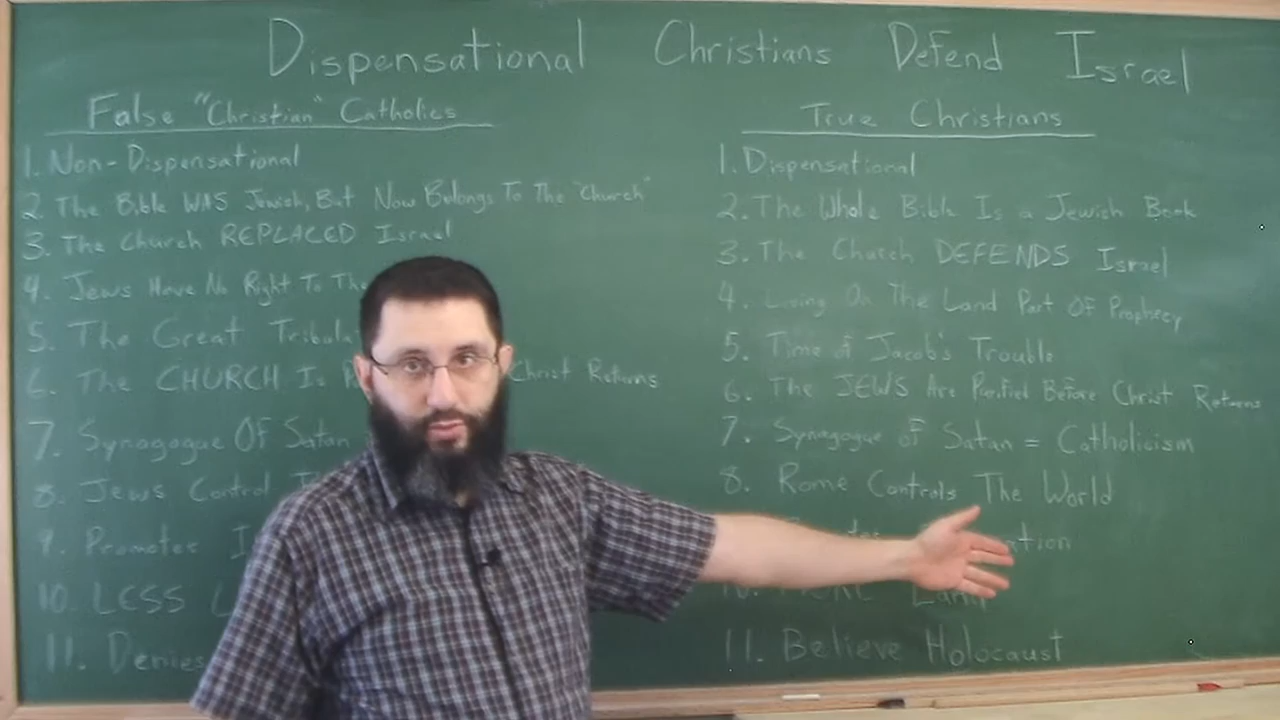 Dispensational Christians Defend Israel
False "Christian" Catholics
1. Non-Dispensational
2. The Bible WAS Jewish, But Now Belongs To The "Church"
3. The Church REPLACED Israel
4. Jews Have No Right To The
5. The Great Tribula
6. The CHURCH Is Christ Returns
7. Synagogue Of Satan
8. Jews Control
9. Promotes
10. LESS
11. Denies
True Christians
1. Dispensational
2. The Whole Bible Is a Jewish Book
3. The Church DEFENDS Israel
4. Living On The Land Part Of Prophecy
5. Time of Jacob's Trouble
6. The JEWS Are Purified Before Christ Returns
7. Synagogue of Satan = Catholicism
8. Rome Controls The World
10. MORE
11. Believe Holocaust